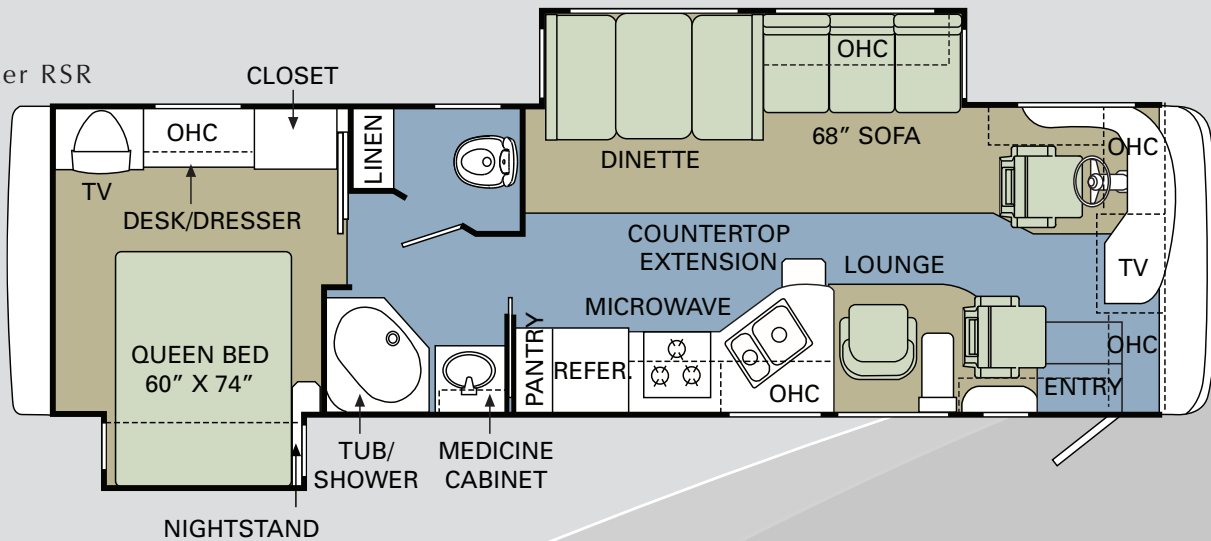 er RSR
CLOSET
OHC
TV
DESK/DRESSER
LINEN
DINETTE
OHC
68” SOFA
OHC
TV
COUNTERTOP
EXTENSION
LOUNGE
MICROWAVE
QUEEN BED
60” X 74”
PANTRY
REFER.
OHC
OHC
ENTRY
TUB/
SHOWER
MEDICINE
CABINET
NIGHTSTAND